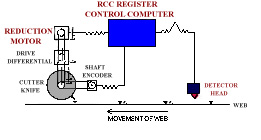 RCC REGISTER
CONTROL COMPUTER
REDUCTION
MOTOR
DRIVE
DIFFERENTIAL
SHAFT
ENCODER
CUTTER
KNIFE
DETECTOR
HEAD
WEB
MOVEMENT OF WEB